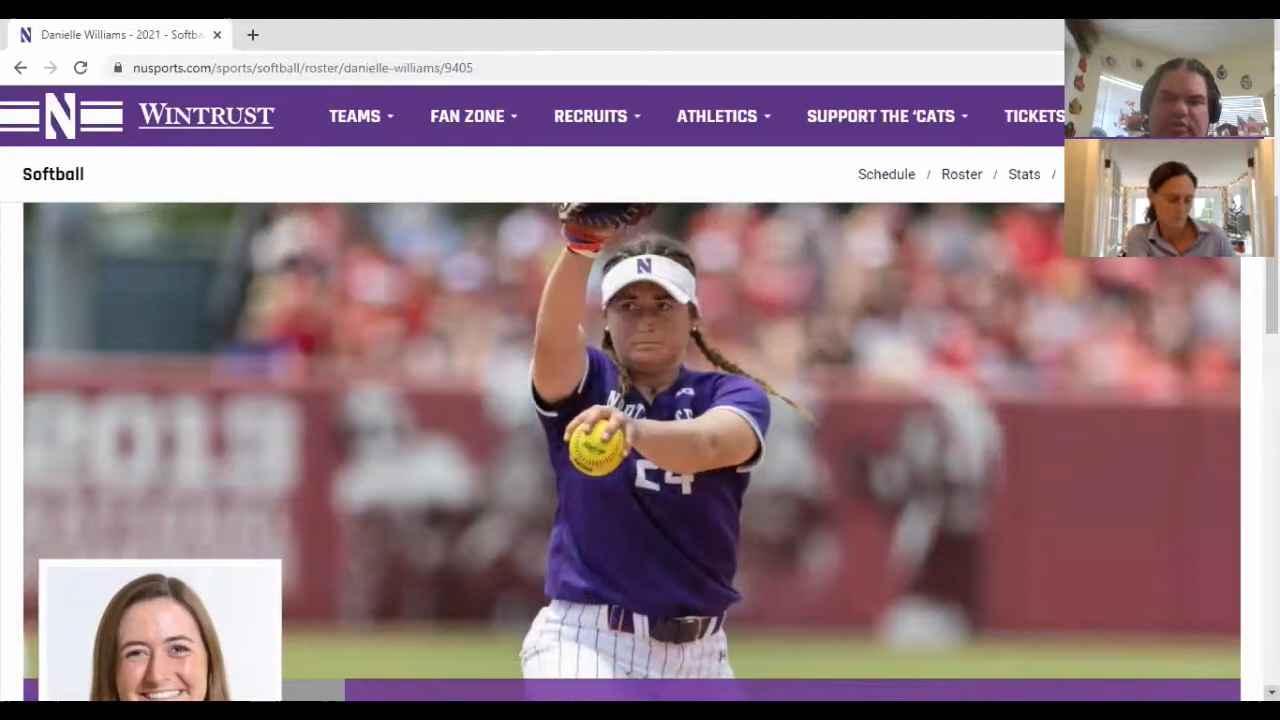 Danielle Williams - 2021 - Softba
nusports.com/sports/softball/roster/danielle-williams/9405
N WINTRUST TEAMS FAN ZONE RECRUITS ATHLETICS SUPPORT THE ‘CATS TICKETS
Softball Schedule / Roster / Stats /
N
24
2019